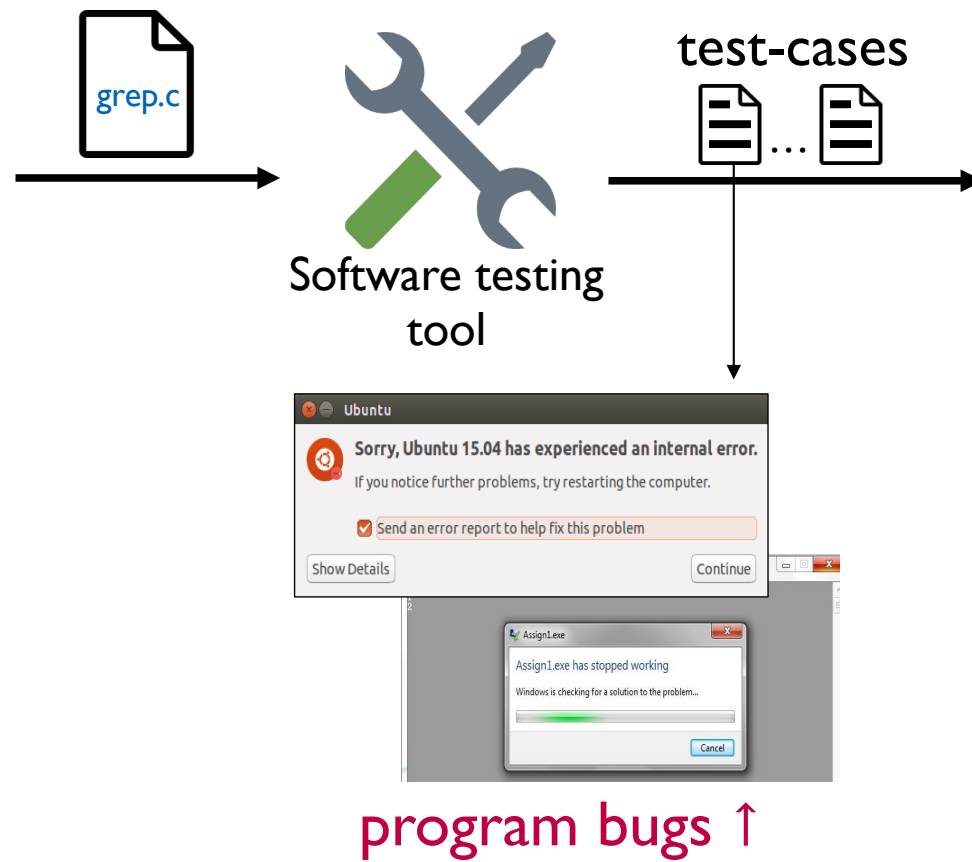 grep.c
test-cases
...
Software testing
tool
Ubuntu
Sorry, Ubuntu 15.04 has experienced an internal error.
If you notice further problems, try restarting the computer.
Send an error report to help fix this problem
Show Details
Continue
2
Assign1.exe
Assign1.exe has stopped working
Windows is checking for a solution to the problem...
Cancel
program bugs ↑